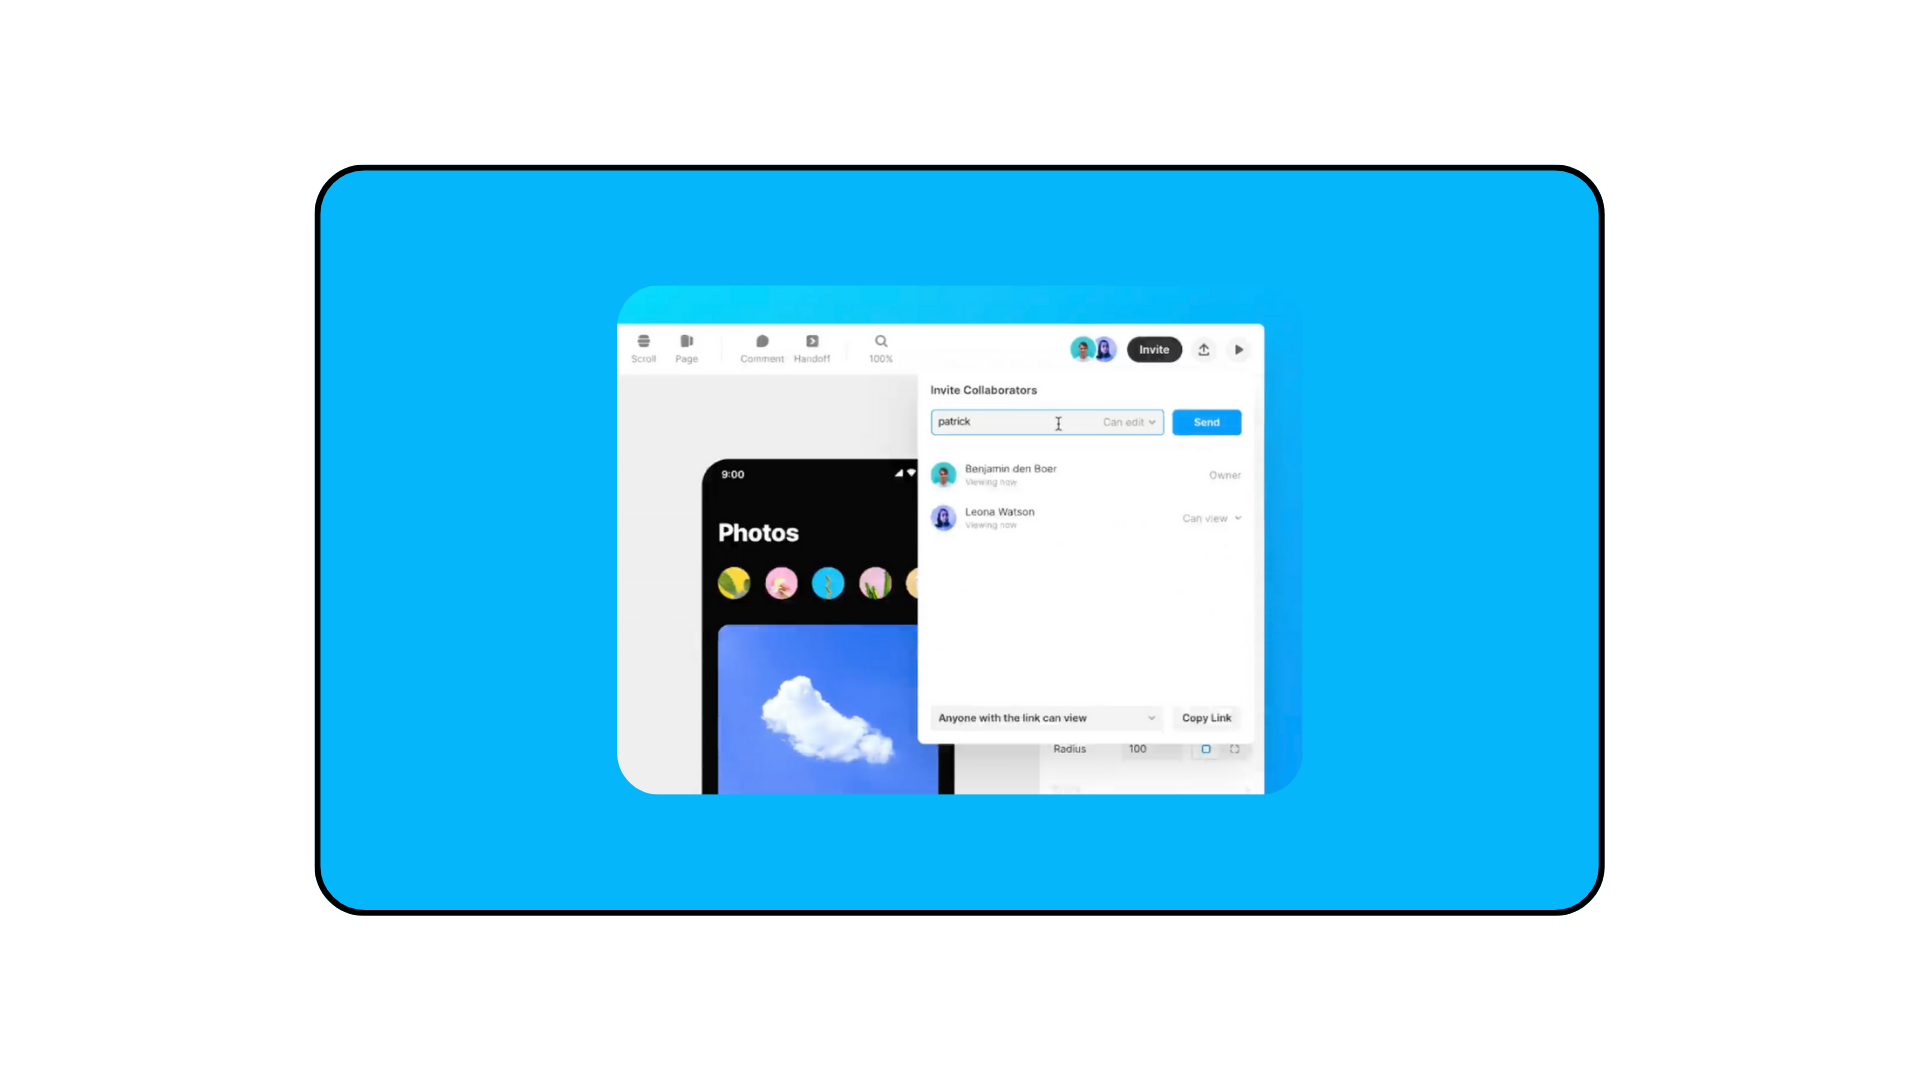 Scroll
Page
Comment
Handoff
100%
Invite
Invite Collaborators
patrick
Can edit
Send
Benjamin den Boer
Viewing now
Owner
Leona Watson
Viewing now
Can view
9:00
Photos
Anyone with the link can view
Copy Link
Radius
100